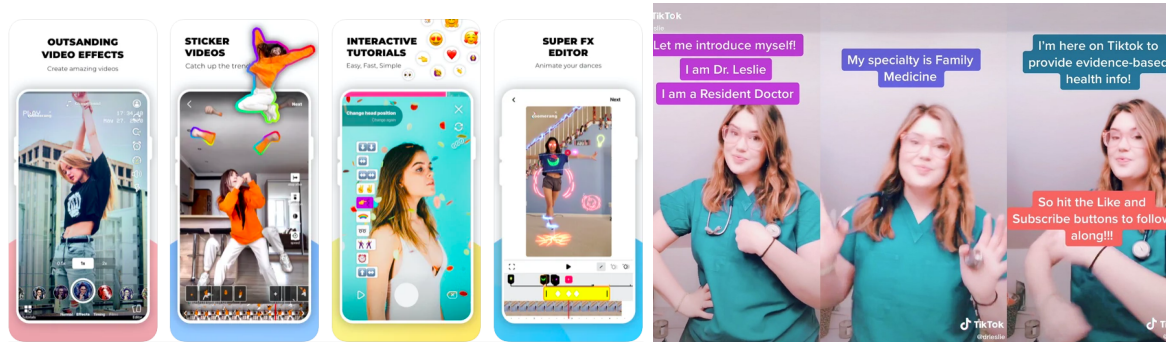 OUTSANDING
VIDEO EFFECTS
Create amazing videos
STICKER
VIDEOS
Catch up the trend
Next
INTERACTIVE
TUTORIALS
Easy, Fast, Simple
Change head position
SUPER FX
EDITOR
Animate your dances
Next
TikTok
Let me introduce myself!
I am Dr. Leslie
I am a Resident Doctor
My specialty is Family
Medicine
TikTok
I'm here on Tiktok to
provide evidence-based
health info!
So hit the Like and
Subscribe buttons to follow
along!!!
TikTok